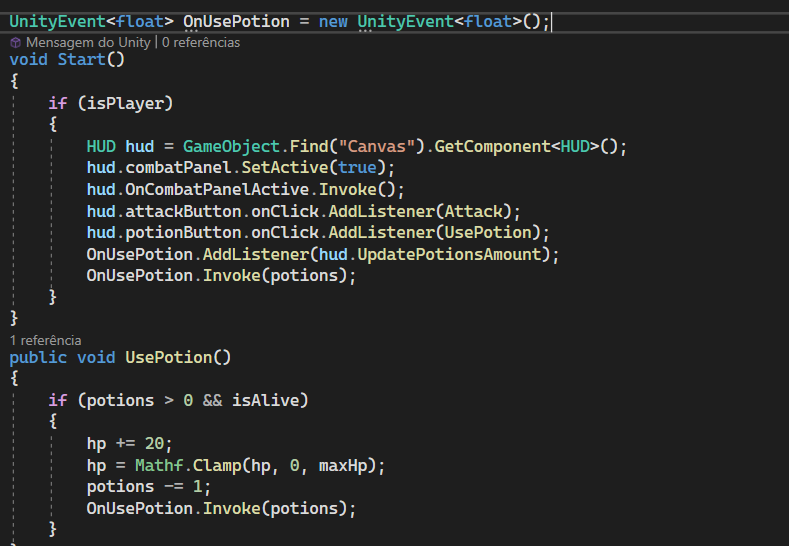 UnityEvent<float> OnUsePotion = new UnityEvent<float>();
Mensagem do Unity | 0 referências
void Start()
{
    if (isPlayer)
    {
        HUD hud = GameObject.Find("Canvas").GetComponent<HUD>();
        hud.combatPanel.SetActive(true);
        hud.OnCombatPanelActive.Invoke();
        hud.attackButton.onClick.AddListener(Attack);
        hud.potionButton.onClick.AddListener(UsePotion);
        OnUsePotion.AddListener(hud.UpdatePotionsAmount);
        OnUsePotion.Invoke(potions);
    }
}
1 referência
public void UsePotion()
{
    if (potions > 0 && isAlive)
    {
        hp += 20;
        hp = Mathf.Clamp(hp, 0, maxHp);
        potions -= 1;
        OnUsePotion.Invoke(potions);
    }
}